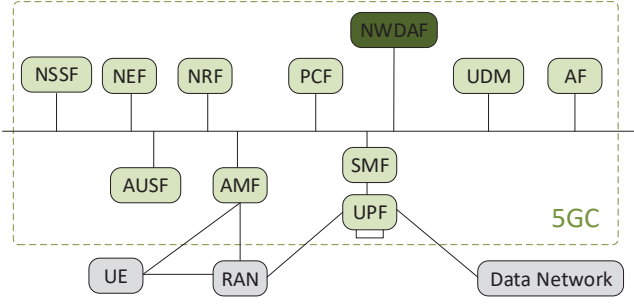 NWDAF
NSSF
NEF
NRF
PCF
UDM
AF
AUSF
AMF
SMF
UPF
5GC
UE
RAN
Data Network